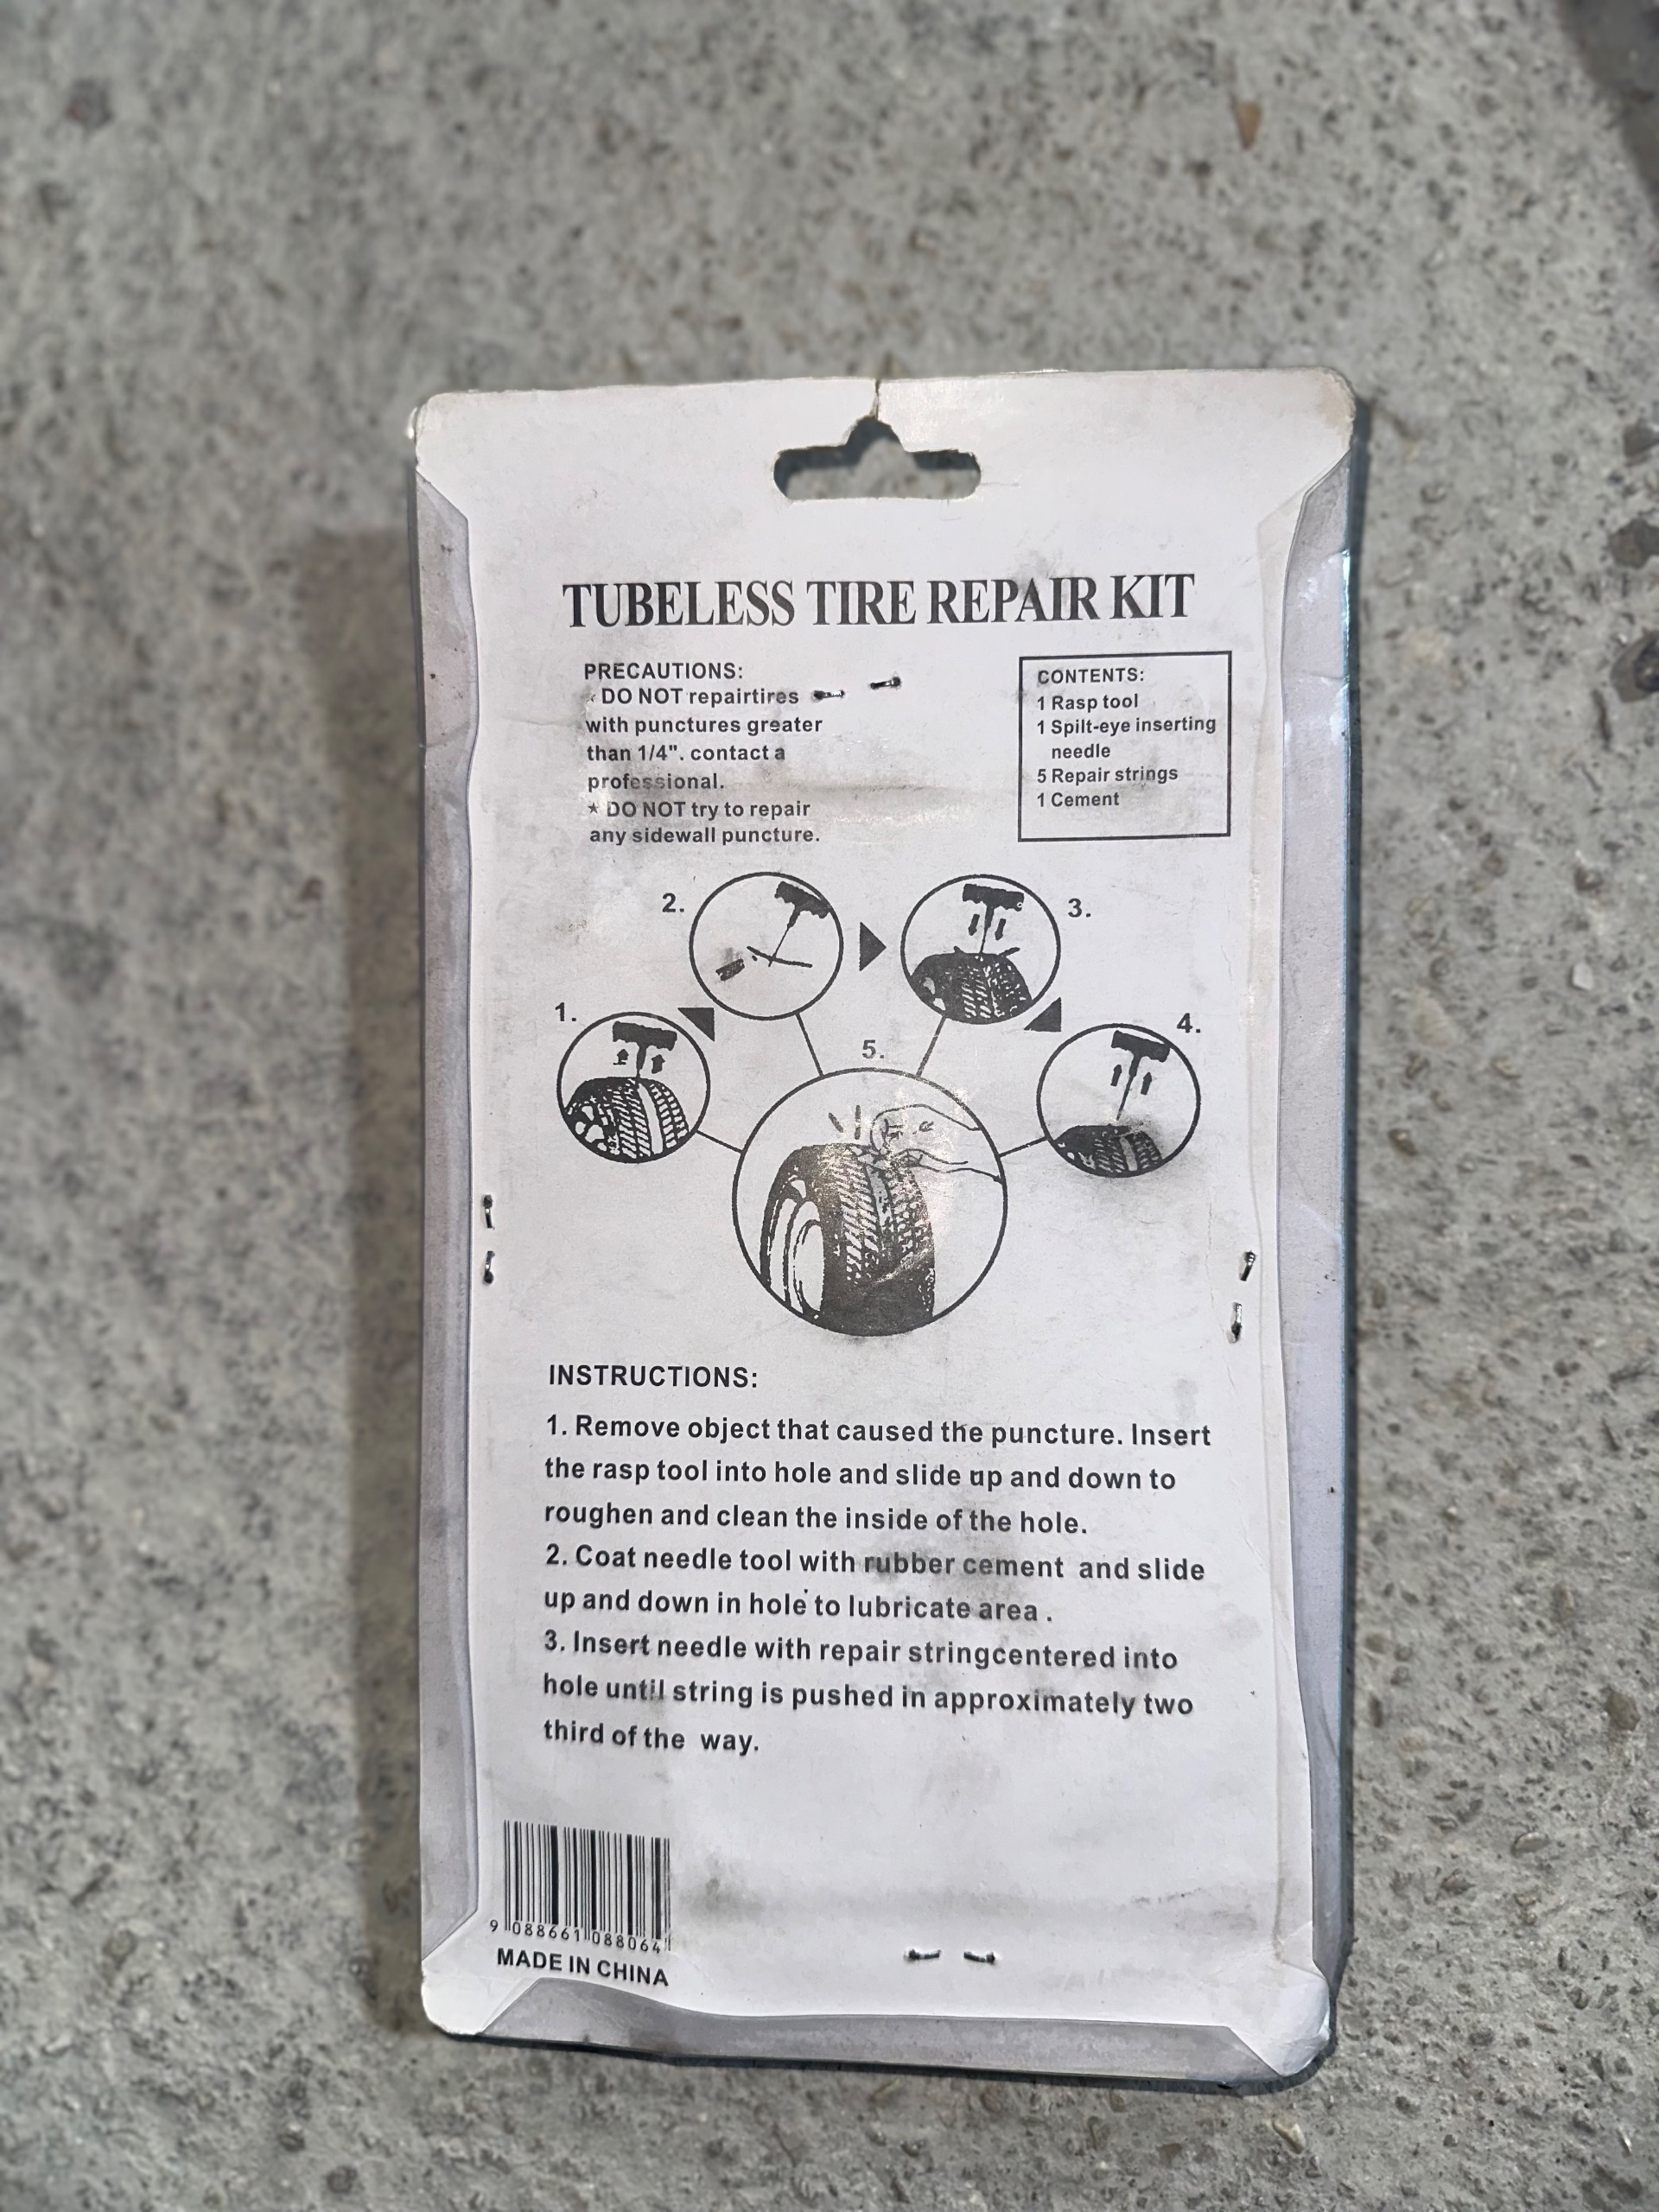 TUBELESS TIRE REPAIR KIT
PRECAUTIONS:
DO NOT repairtires
with punctures greater
than 1/4". contact a
professional.
★ DO NOT try to repair
any sidewall puncture.
CONTENTS:
1 Rasp tool
1 Spilt-eye inserting
needle
5 Repair strings
1 Cement
1.
2.
3.
4.
5.
INSTRUCTIONS:
1. Remove object that caused the puncture. Insert
the rasp tool into hole and slide up and down to
roughen and clean the inside of the hole.
2. Coat needle tool with rubber cement and slide
up and down in hole to lubricate area .
3. Insert needle with repair stringcentered into
hole until string is pushed in approximately two
third of the way.
9 088661 088064
MADE IN CHINA